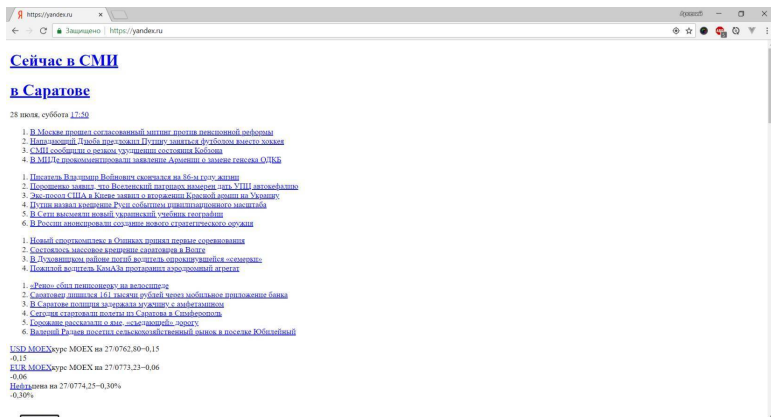 https://yandex.ru
Защищено https://yandex.ru
Сейчас в СМИ
в Саратове
28 июля, суббота 17:50
1. В Москве прошел согласованный митинг против пенсионной реформы
2. Нападающий Дзюба предложил Путину заняться футболом вместо хоккея
3. СМИ сообщили о резком ухудшении состояния Кобзона
4. В МИДе прокомментировали заявление Армении о замене генсека ОДКБ
1. Писатель Владимир Войнович скончался на 86-м году жизни
2. Порошенко заявил, что Вселенский патриарх намерен дать УПЦ автокефалию
3. Экс-посол США в Киеве заявил о вторжении Красной армии на Украину
4. Путин назвал крещение Руси событием цивилизационного масштаба
5. В Сети высмеяли новый украинский учебник географии
6. В России анонсировали создание нового стратегического оружия
1. Новый спорткомплекс в Озинках принял первые соревнования
2. Состоялось массовое крещение саратовцев в Волге
3. В Духовницком районе погиб водитель опрокинувшейся «семерки»
4. Пожилой водитель КамАЗа протаранил аэродромный агрегат
1. «Рено» сбил пенсионерку на велосипеде
2. Саратовец лишился 161 тысячи рублей через мобильное приложение банка
3. В Саратове полиция задержала мужчину с амфетамином
4. Сегодня стартовали полеты из Саратова в Симферополь
5. Горожане рассказали о яме, «съедающей» дорогу
6. Валерий Радаев посетил сельскохозяйственный рынок в поселке Юбилейный
USD MOEXкурс MOEX на 27/0762,80−0,15
-0,15
EUR MOEXкурс MOEX на 27/0773,23−0,06
-0,06
Нефтьцена на 27/0774,25−0,30%
-0,30%